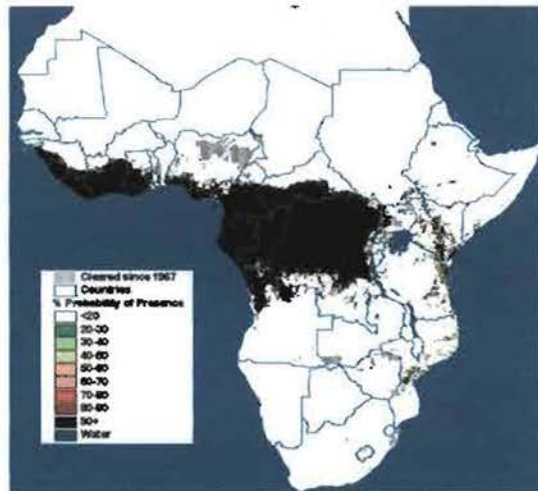 Cleared since 1967
Countries
% Probability of Presence
<20
20-30
30-40
40-50
50-60
60-70
70-80
80-90
90+
Water